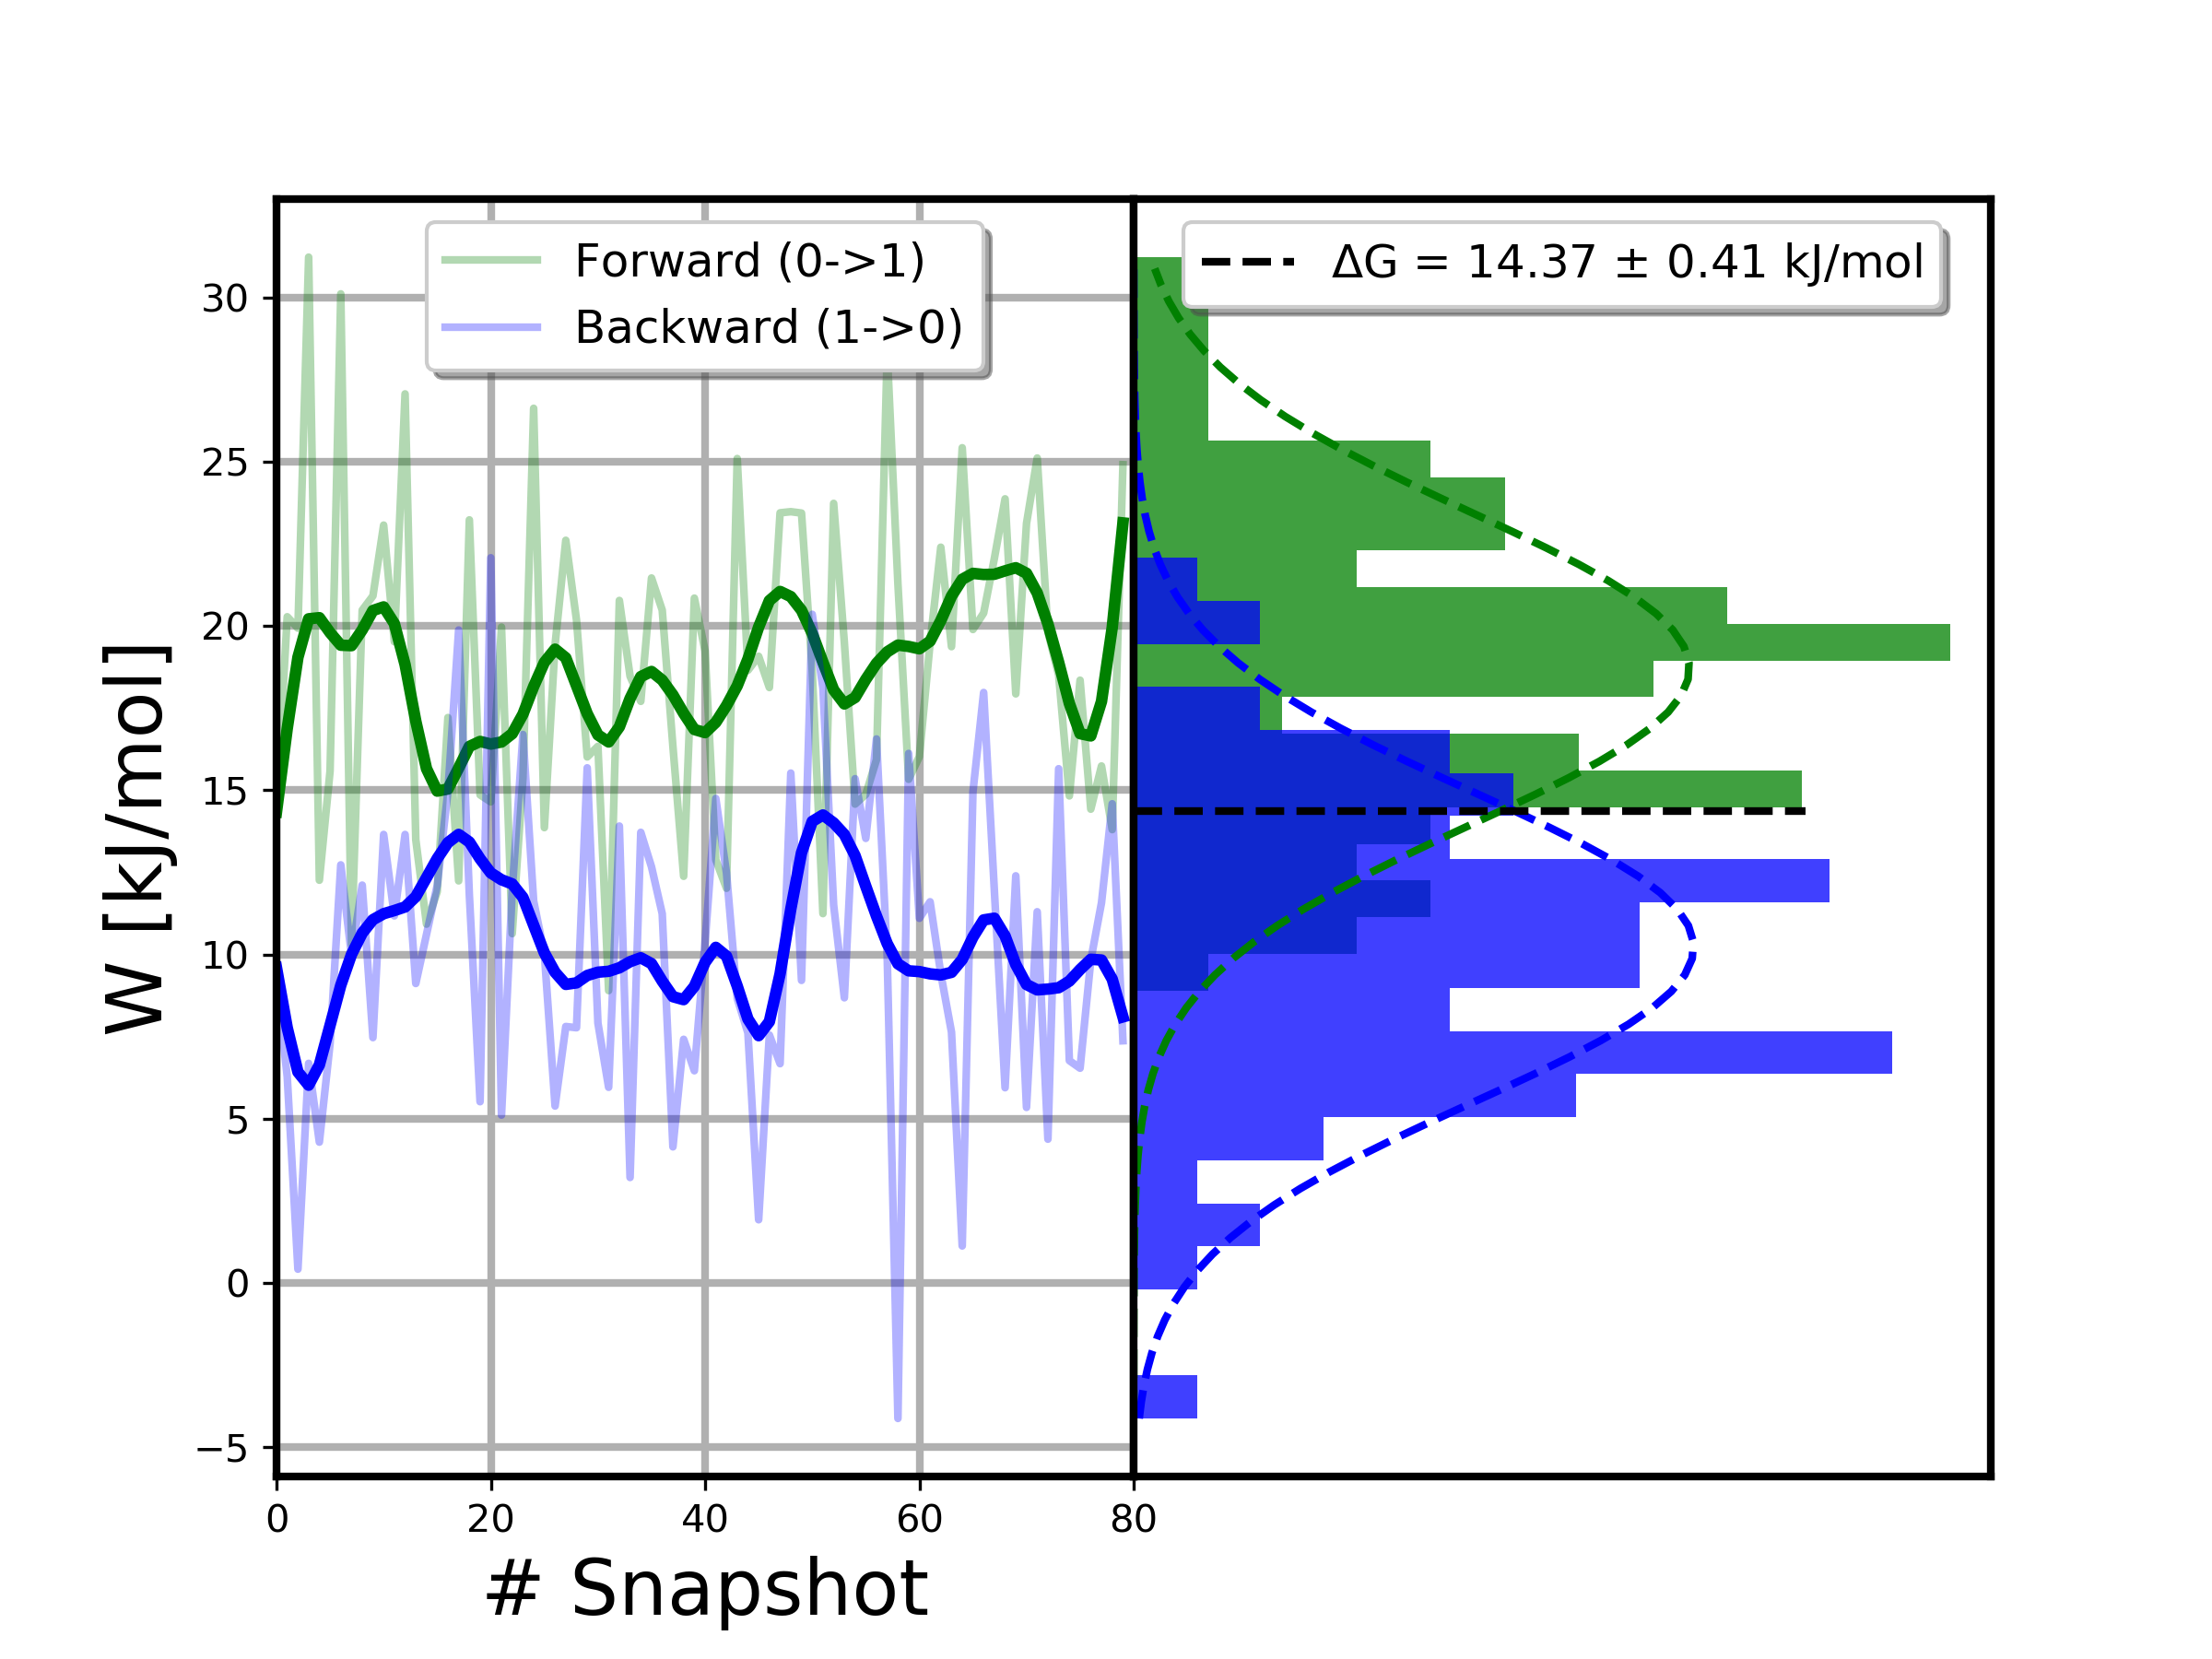 Forward (0->1)
Backward (1->0)
ΔG = 14.37 ± 0.41 kJ/mol
W [kJ/mol]
30
25
20
15
10
5
0
−5
0 20 40 60 80
# Snapshot